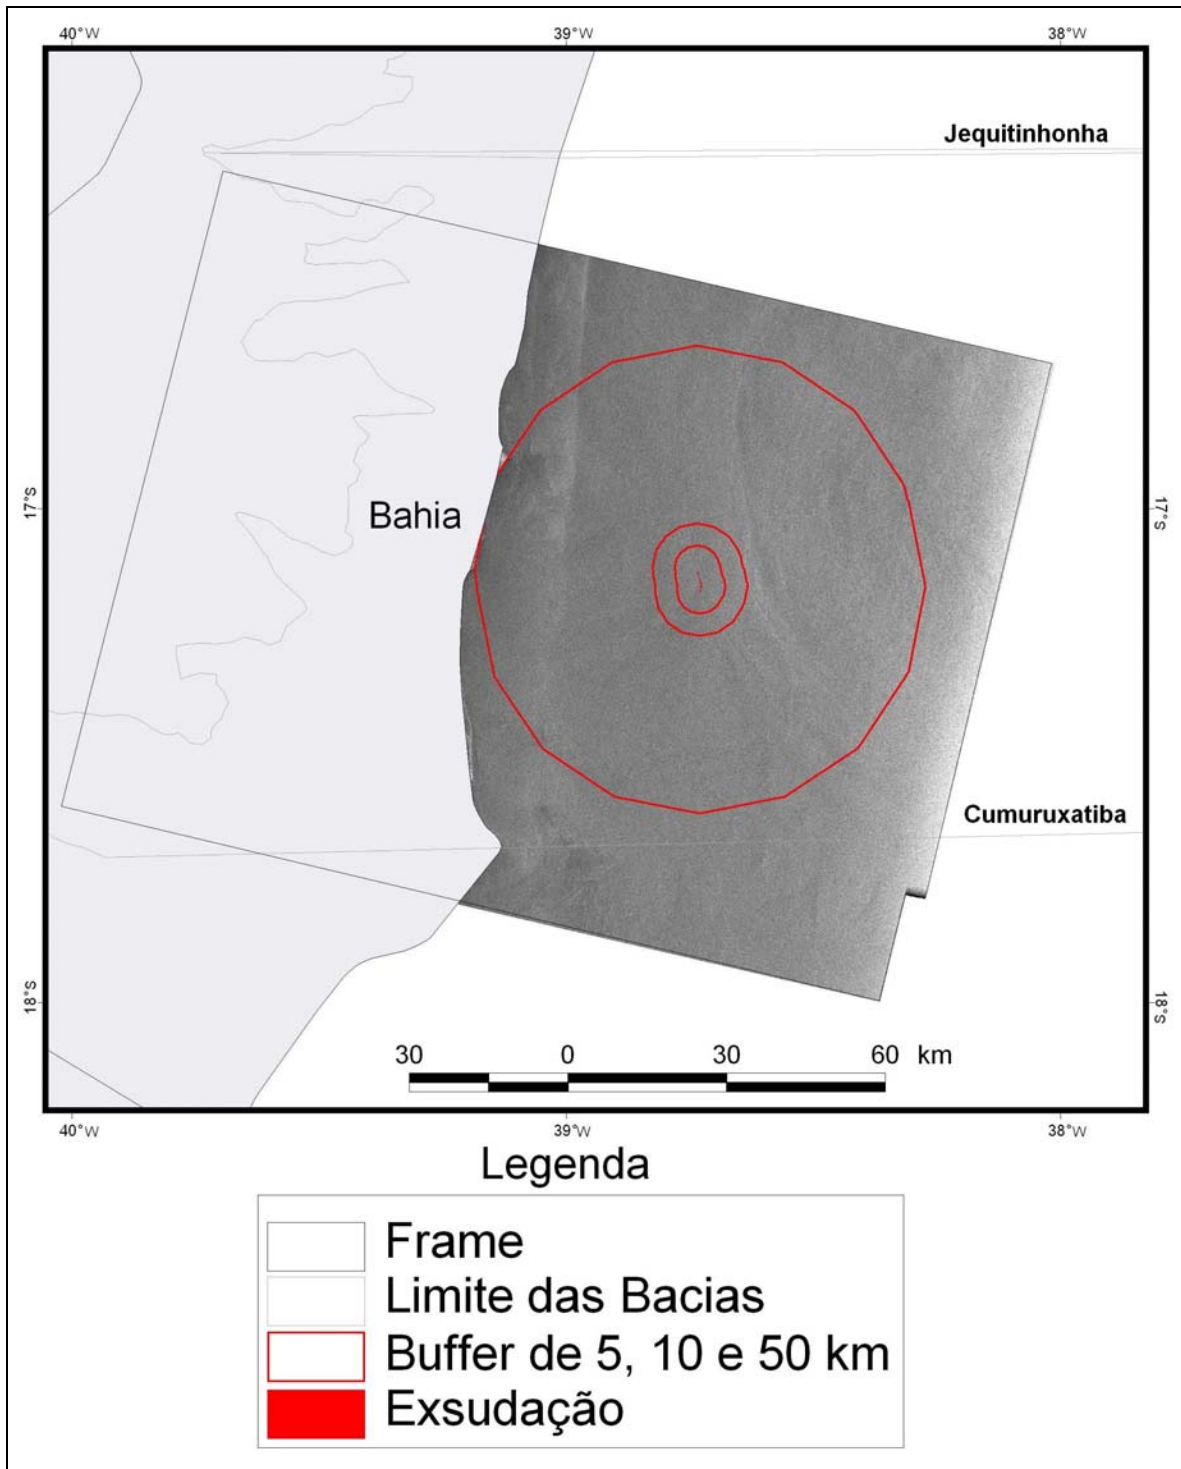 40°W 39°W 38°W
Jequitinhonha
17°S 17°S
Bahia
Cumuruxatiba
18°S 18°S
30 0 30 60 km
40°W 39°W 38°W
Legenda
Frame
Limite das Bacias
Buffer de 5, 10 e 50 km
Exsudação